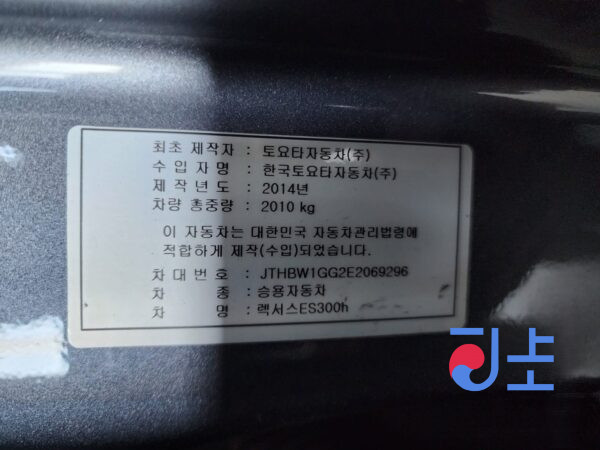 최초 제작자 : 토요타자동차(주)
수 입 자 명 : 한국토요타자동차(주)
제 작 년 도 : 2014년
차량 총중량 : 2010 kg
이 자동차는 대한민국 자동차관리법령에
적합하게 제작(수입)되었습니다.
차 대 번 호 : JTHBW1GG2E2069296
차 종 : 승용자동차
차 명 : 렉서스ES300h